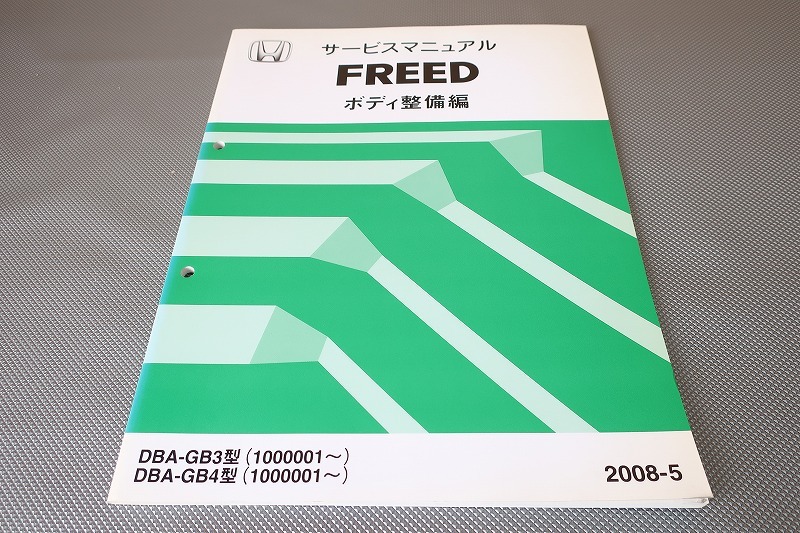 サービスマニュアル
FREED
ボディ整備編
DBA-GB3型(1000001～)
DBA-GB4型(1000001～)
2008-5